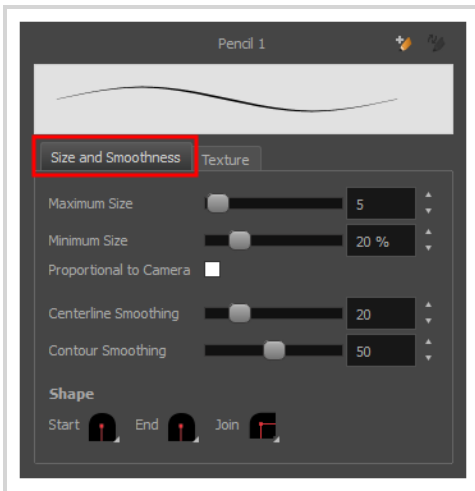 Pencil 1
Size and Smoothness Texture
Maximum Size 5
Minimum Size 20 %
Proportional to Camera
Centerline Smoothing 20
Contour Smoothing 50
Shape
Start End Join